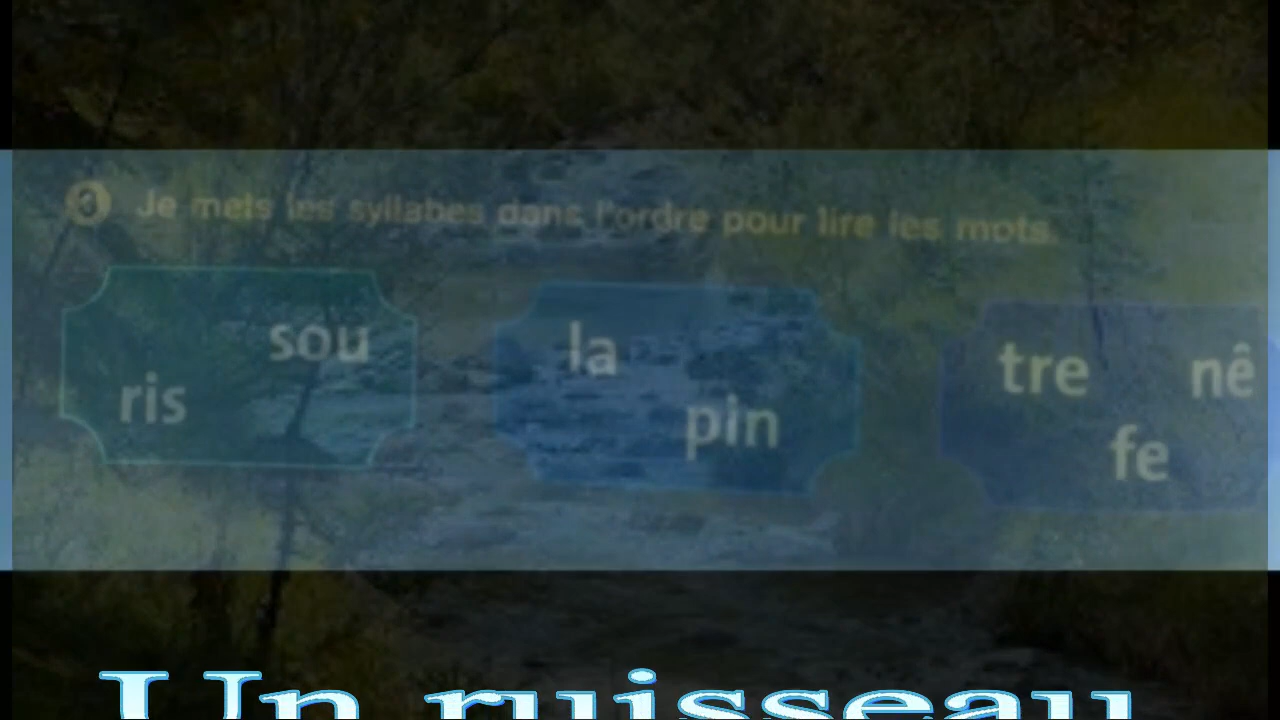 3 Je mets les syllabes dans l'ordre pour lire les mots.
sou
ris
la
pin
tre nê
fe
Un ruisseau